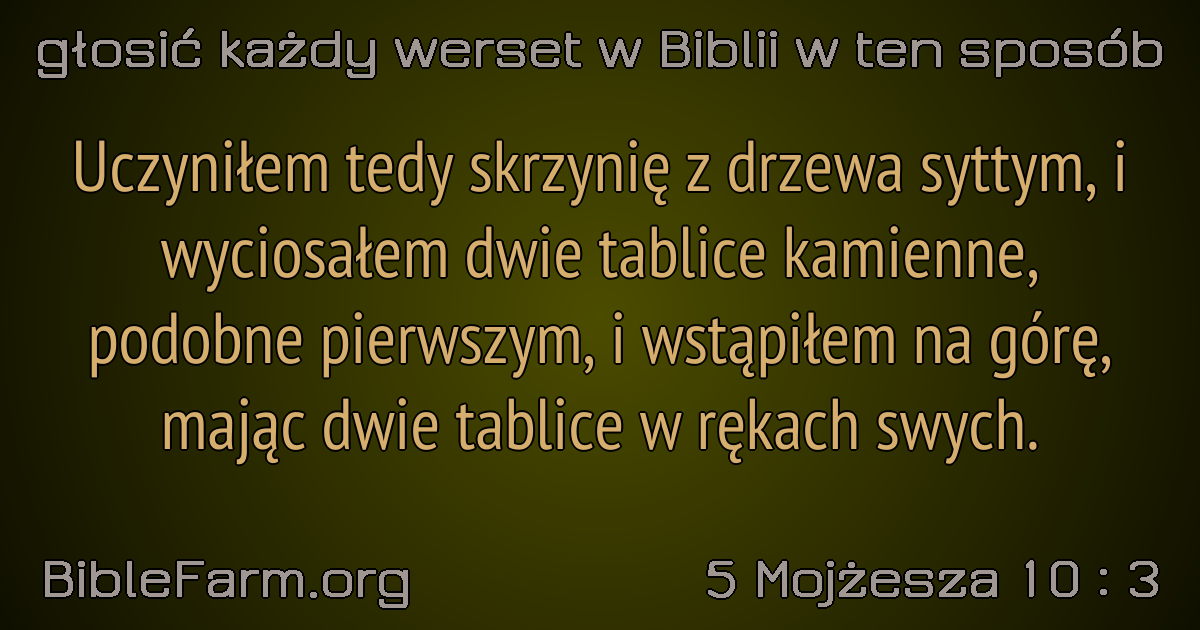 głosić każdy werset w Biblii w ten sposób
Uczyniłem tedy skrzynię z drzewa syttym, i
wyciosałem dwie tablice kamienne,
podobne pierwszym, i wstąpiłem na górę,
mając dwie tablice w rękach swych.
BibleFarm.org
5 Mojżesza 10 : 3